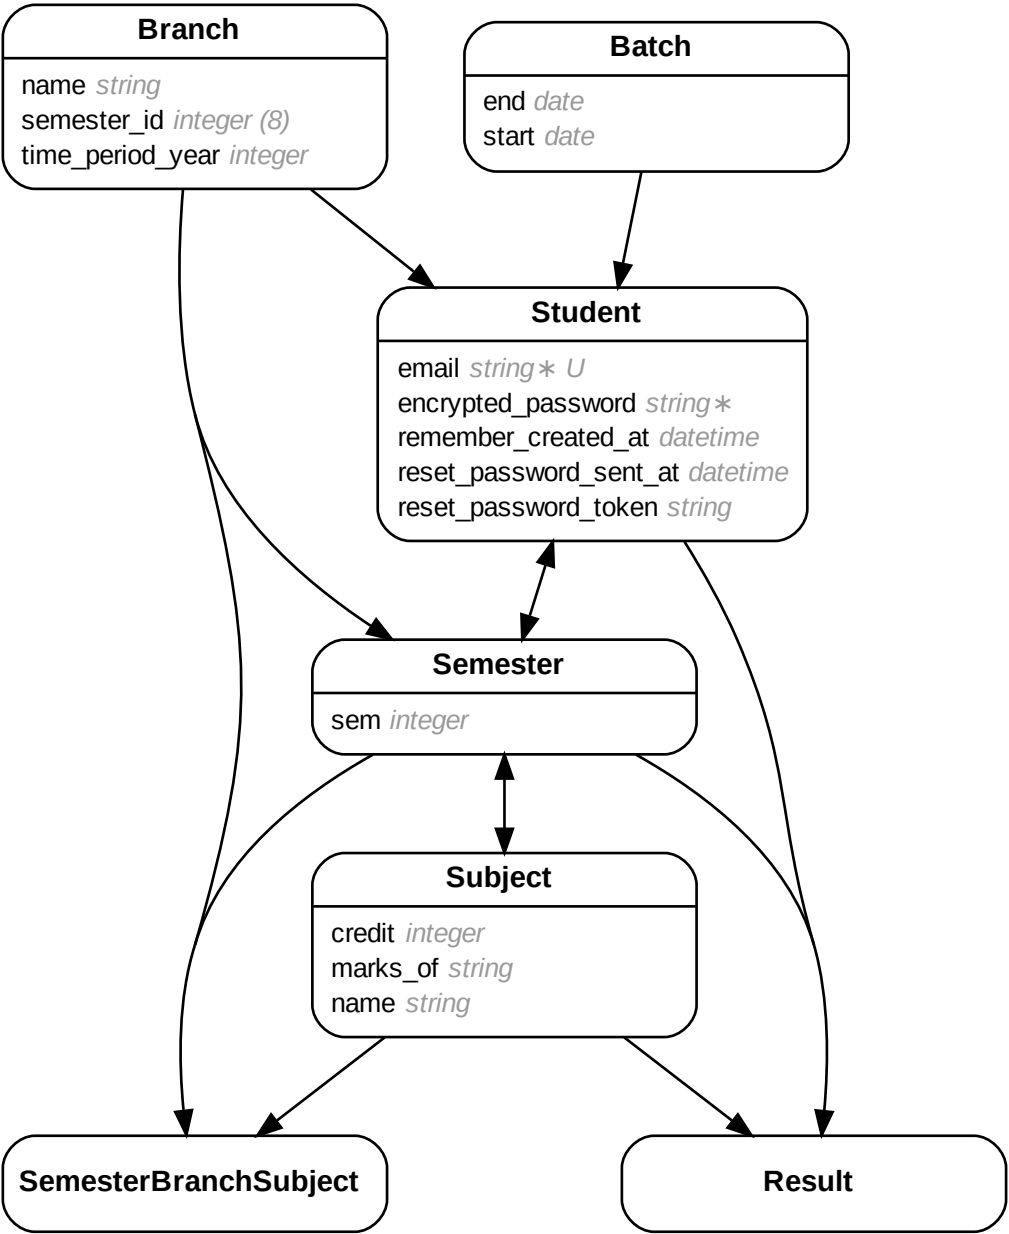 Branch
name string
semester_id integer (8)
time_period_year integer
Batch
end date
start date
Student
email string∗ U
encrypted_password string∗
remember_created_at datetime
reset_password_sent_at datetime
reset_password_token string
Semester
sem integer
Subject
credit integer
marks_of string
name string
SemesterBranchSubject
Result